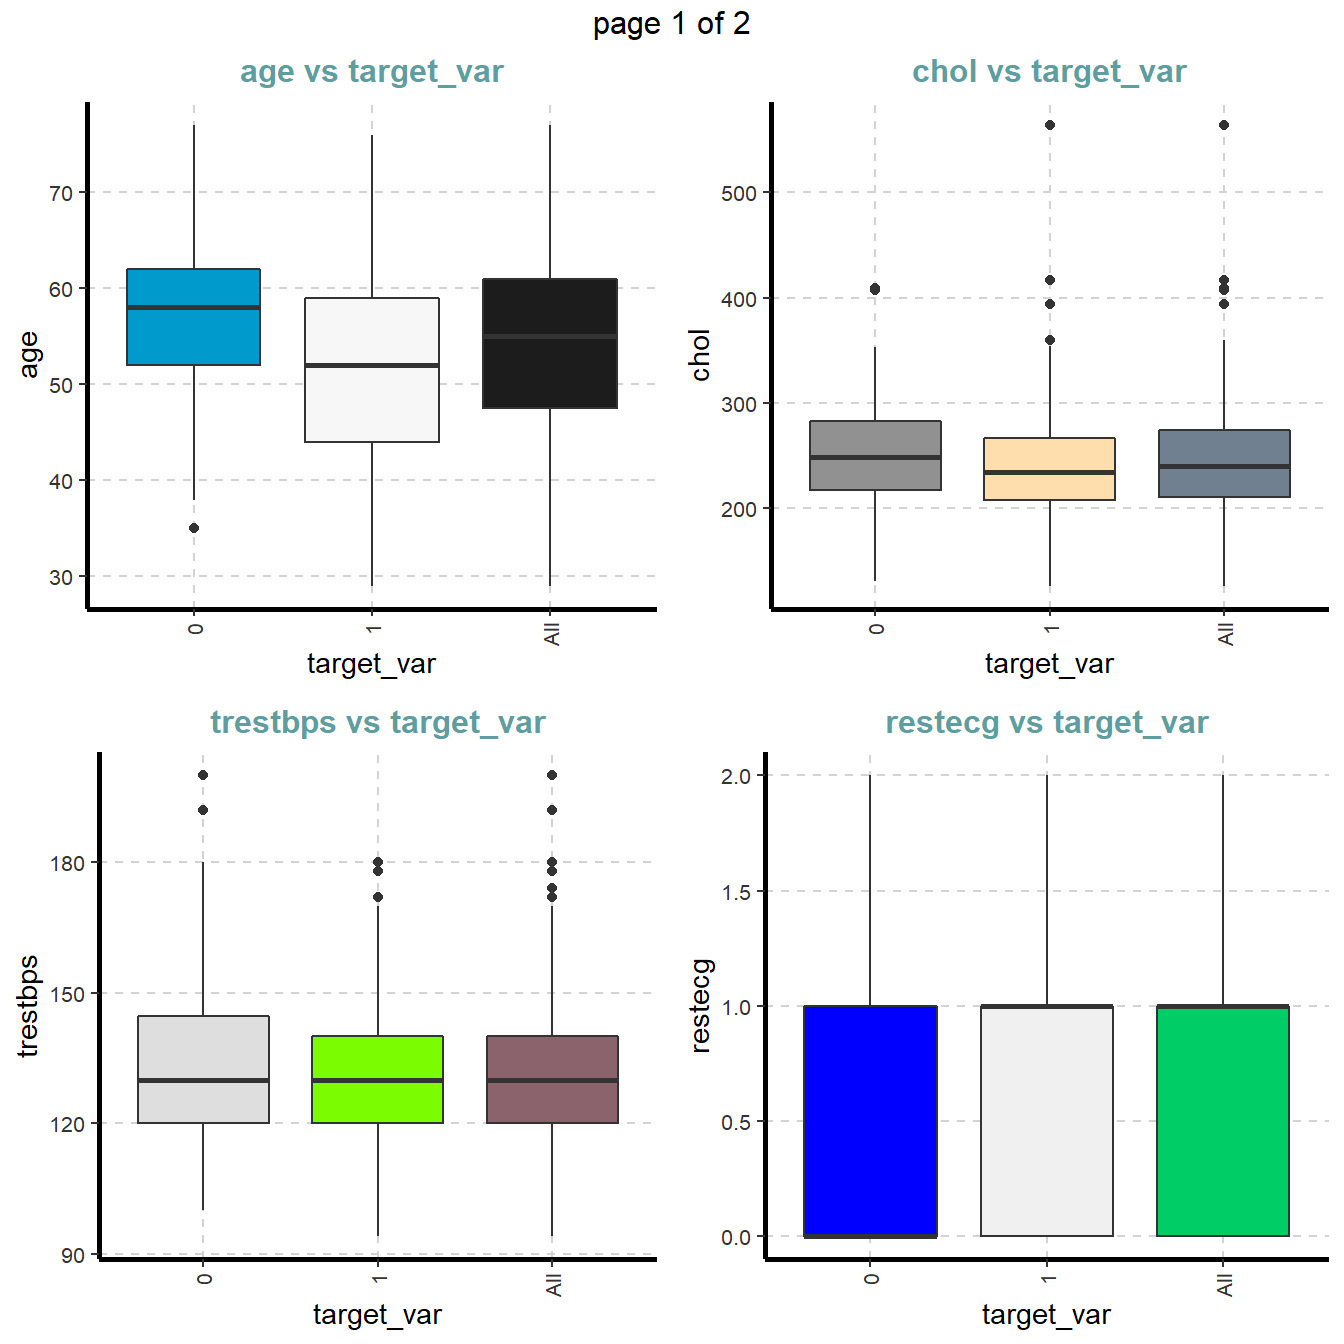 page 1 of 2
age vs target_var
age
70
60
50
40
30
0
1
All
target_var
chol vs target_var
chol
500
400
300
200
0
1
All
target_var
trestbps vs target_var
trestbps
180
150
120
90
0
1
All
target_var
restecg vs target_var
restecg
2.0
1.5
1.0
0.5
0.0
0
1
All
target_var